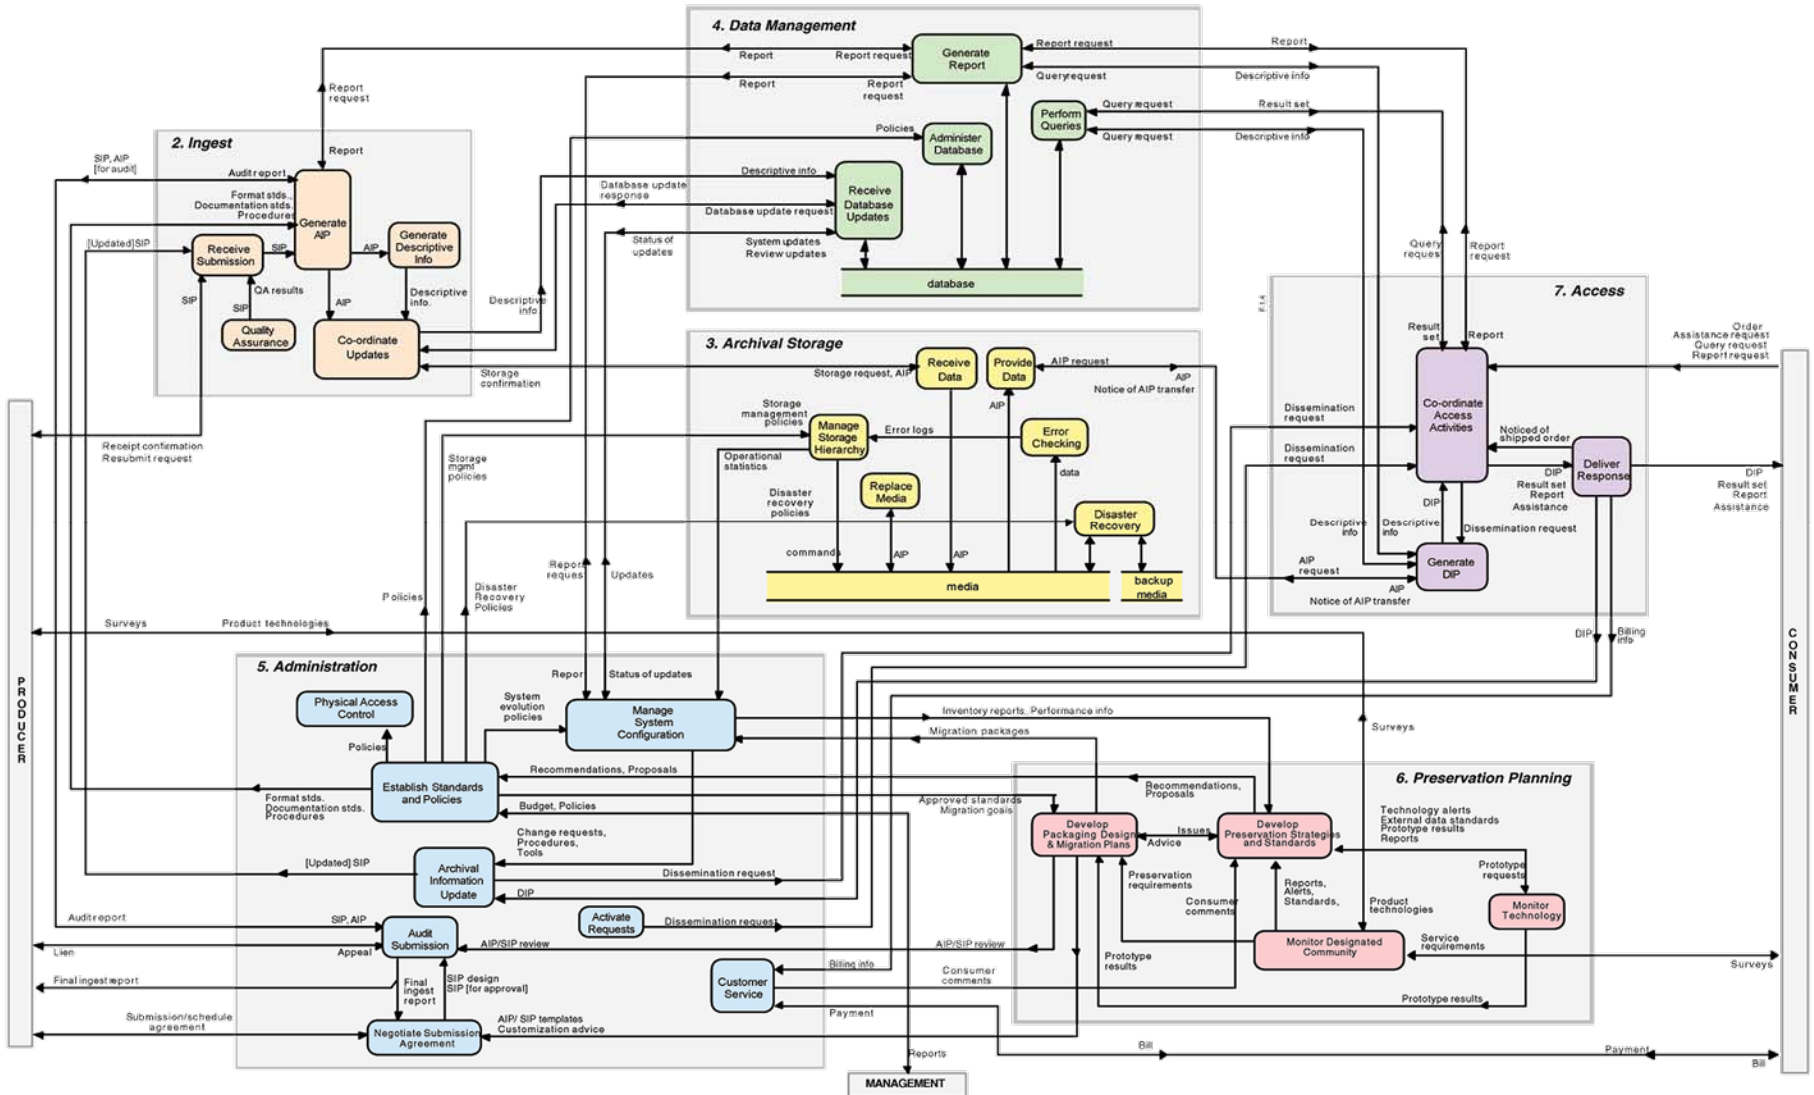 4. Data Management
Generate
Report
Report request
Report
Report
Report request
Query request
Descriptive info
Report
Report
request
Report
request
Perform
Queries
Query request
Result set
Query request
Descriptive info
Policies
Administer
Database
Descriptive info
Receive
Database
Updates
Database update
response
Database update request
Status of
updates
System updates
Review updates
database
2. Ingest
Report
SIP, AIP
[for audit]
Audit report
Format stds.,
Documentation stds.
Procedures
Generate
AIP
[Updated]SIP
Receive
Submission
SIP
AIP
Generate
Descriptive
Info
SIP
QA results
SIP
AIP
Descriptive
info.
Quality
Assurance
Co-ordinate
Updates
Descriptive
info
Storage
confirmation
3. Archival Storage
Receive
Data
Storage request, AIP
Provide
Data
AIP request
AIP
Notice of AIP transfer
AIP
Storage
management
policies
Manage
Storage
Hierarchy
Error logs
Error
Checking
Operational
statistics
data
Replace
Media
Disaster
recovery
policies
Disaster
Recovery
commands
AIP
AIP
media
backup
media
Storage
mgmt
policies
Policies
Disaster
Recovery
Policies
Report
request
Updates
7. Access
Query
request
Report
request
Result
set
Report
Order
Assistance request
Query request
Report request
Co-ordinate
Access
Activities
Dissemination
request
Dissemination
request
Noticed of
shipped order
Deliver
Response
DIP
Result set
Report
Assistance
DIP
Result set
Report
Assistance
DIP
Descriptive
info
Descriptive
info
Dissemination request
Generate
DIP
AIP
request
AIP
Notice of AIP transfer
DIP
Billing
info
PRODUCER
CONSUMER
Receipt confirmation
Resubmit request
Surveys
Product technologies
5. Administration
Physical Access
Control
Policies
Report
Status of updates
System
evolution
policies
Manage
System
Configuration
Inventory reports, Performance info
Migration packages
Establish Standards
and Policies
Recommendations, Proposals
Budget, Policies
Format stds.
Documentation stds.
Procedures
Change requests,
Procedures,
Tools
[Updated] SIP
Archival
Information
Update
Dissemination request
DIP
Activate
Requests
Dissemination request
Audit report
SIP, AIP
Audit
Submission
Lien
Appeal
AIP/SIP review
AIP/SIP review
Final ingest report
Final
ingest
report
SIP design
SIP [for approval]
Submission/schedule
agreement
Negotiate Submission
Agreement
AIP/ SIP templates
Customization advice
Customer
Service
Billing info
Consumer
comments
Payment
Reports
MANAGEMENT
6. Preservation Planning
Surveys
Recommendations,
Proposals
Approved standards
Migration goals
Develop
Packaging Design
& Migration Plans
Issues
Advice
Develop
Preservation Strategies
and Standards
Technology alerts
External data standards
Prototype results
Reports
Prototype
requests
Monitor
Technology
Preservation
requirements
Consumer
comments
Reports,
Alerts,
Standards,
Product
technologies
Monitor Designated
Community
Service
requirements
Surveys
Prototype
results
Prototype results
Bill
Payment
Bill